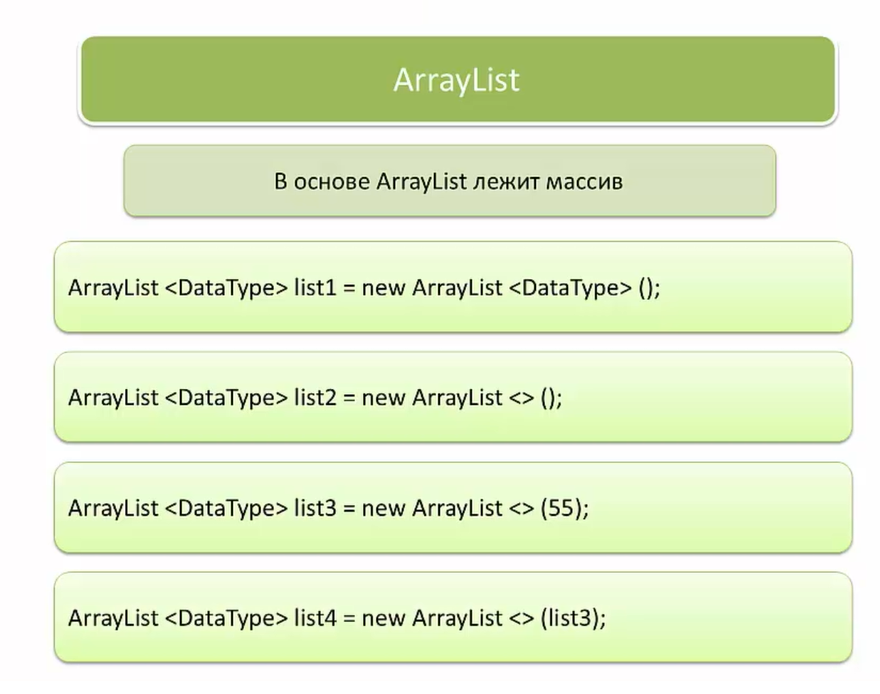 ArrayList
В основе ArrayList лежит массив
ArrayList <DataType> list1 = new ArrayList <DataType> ();
ArrayList <DataType> list2 = new ArrayList <> ();
ArrayList <DataType> list3 = new ArrayList <> (55);
ArrayList <DataType> list4 = new ArrayList <> (list3);